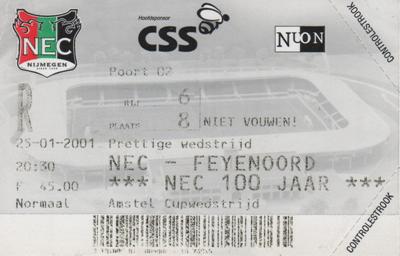 NEC
NIJMEGEN
Hoofdsponsor
CSS
NUON
CONTROLESTROOK
Poort 02
R
RIJ 6
PLAATS 8 NIET VOUWEN!
25-01-2001 Prettige wedstrijd
20:30 NEC - FEYENOORD
F 45.00 *** NEC 100 JAAR ***
Normaal Amstel Cupwedstrijd
CONTROLESTROOK